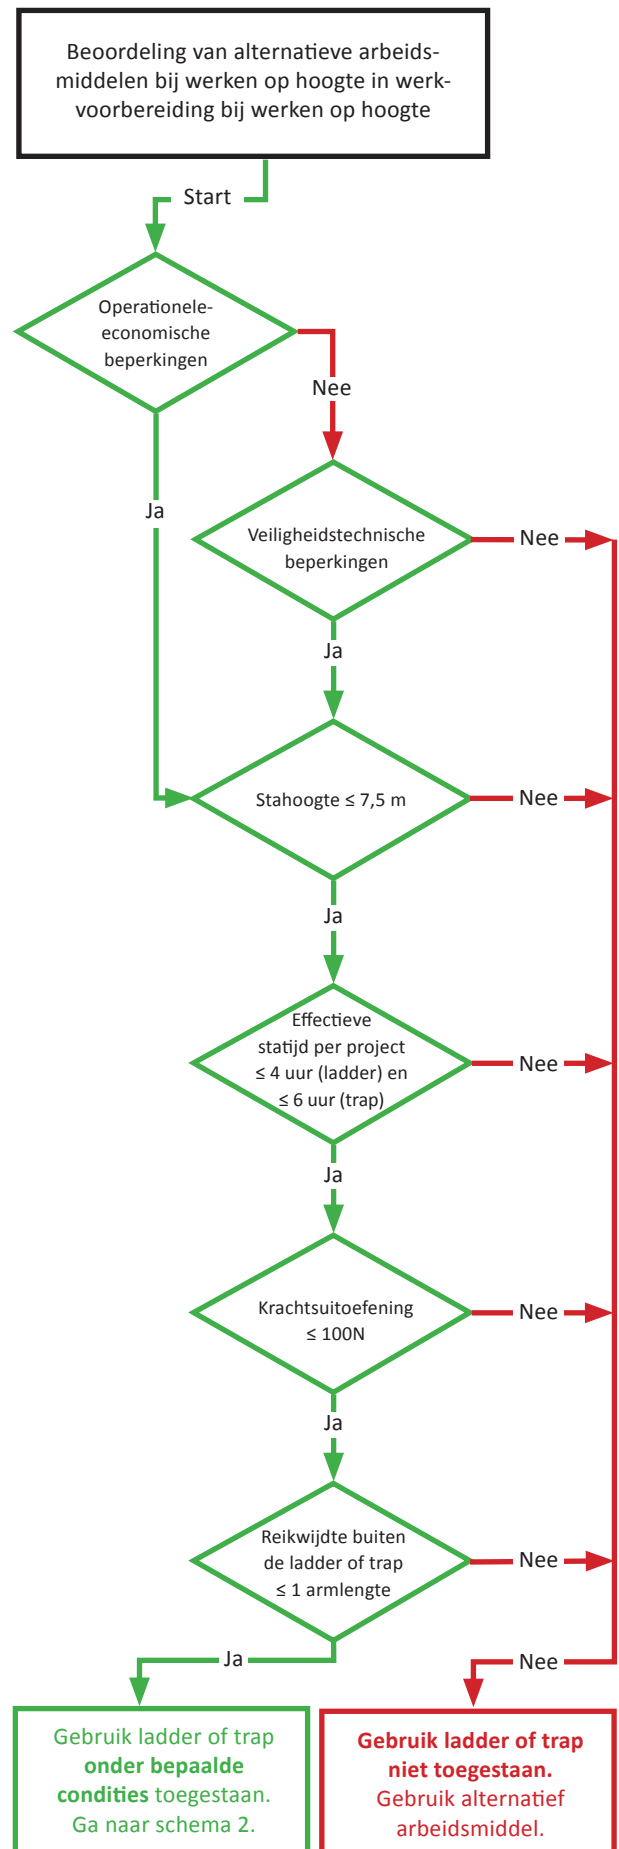 Beoordeling van alternatieve arbeids-
middelen bij werken op hoogte in werk-
voorbereiding bij werken op hoogte
Start
Operationele-
economische
beperkingen
Nee
Ja
Veiligheidstechnische
beperkingen
Nee
Ja
Stahoogte ≤ 7,5 m
Nee
Ja
Effectieve
statijd per project
≤ 4 uur (ladder) en
≤ 6 uur (trap)
Nee
Ja
Krachtsuitoefening
≤ 100N
Nee
Ja
Reikwijdte buiten
de ladder of trap
≤ 1 armlengte
Nee
Ja
Nee
Gebruik ladder of trap
onder bepaalde
condities toegestaan.
Ga naar schema 2.
Gebruik ladder of trap
niet toegestaan.
Gebruik alternatief
arbeidsmiddel.